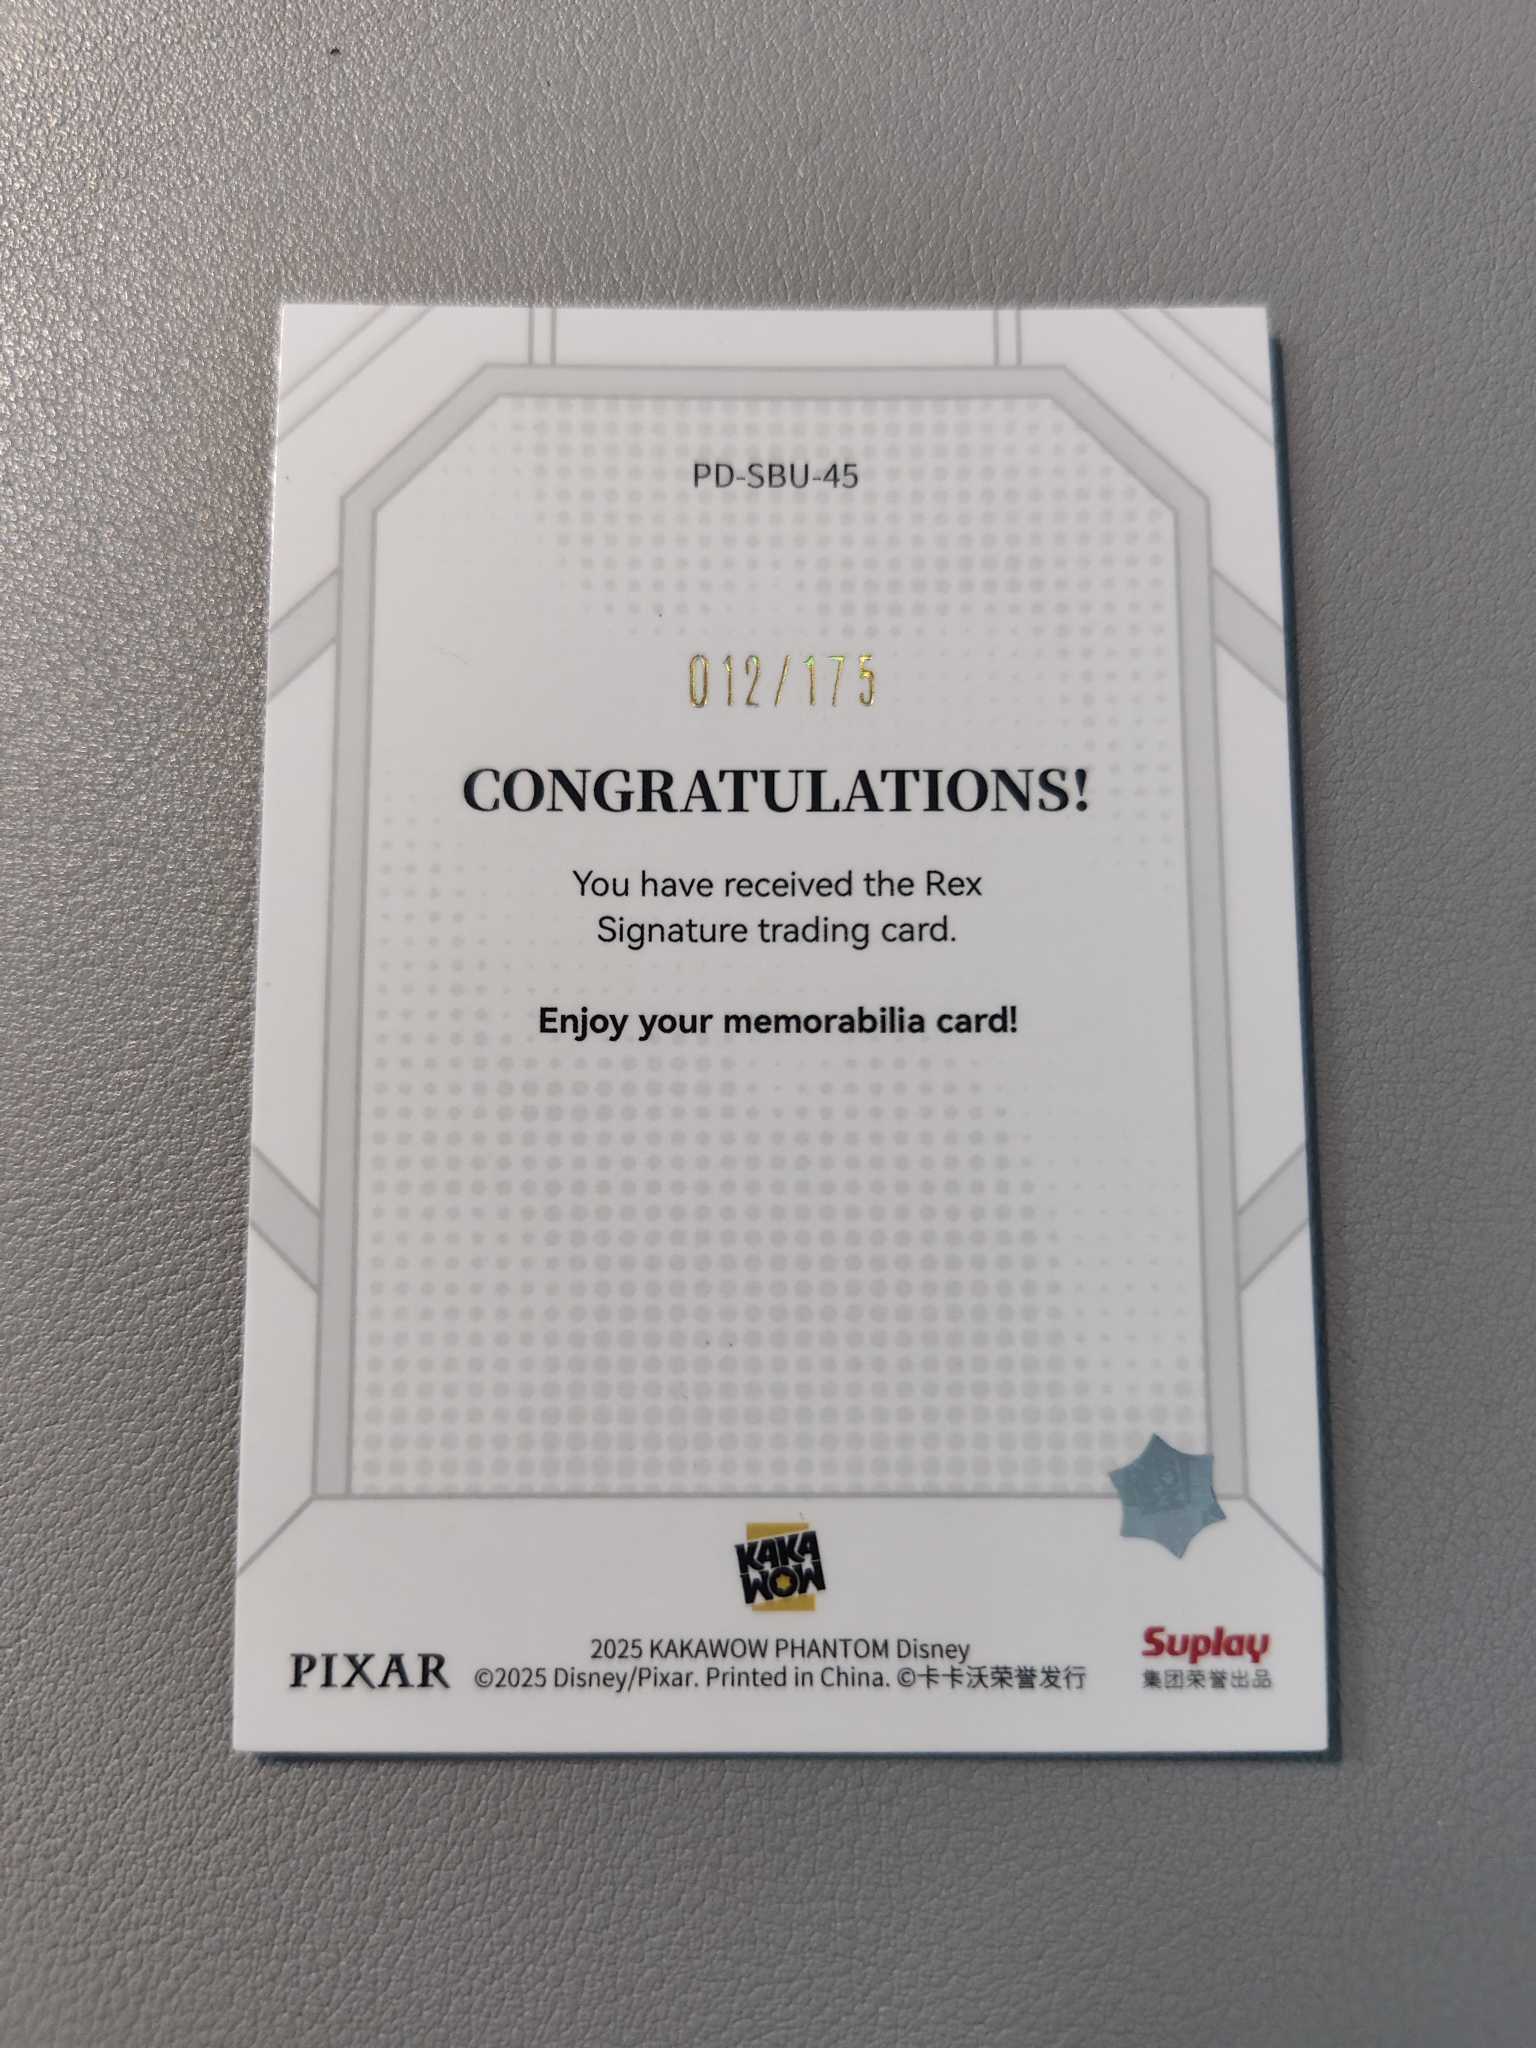 PD-SBU-45
012/175
CONGRATULATIONS!
You have received the Rex
Signature trading card.
Enjoy your memorabilia card!
KAKA
WOW
PIXAR
2025 KAKAWOW PHANTOM Disney
©2025 Disney/Pixar. Printed in China. ©卡卡沃荣誉发行
Suplay
集团荣誉出品